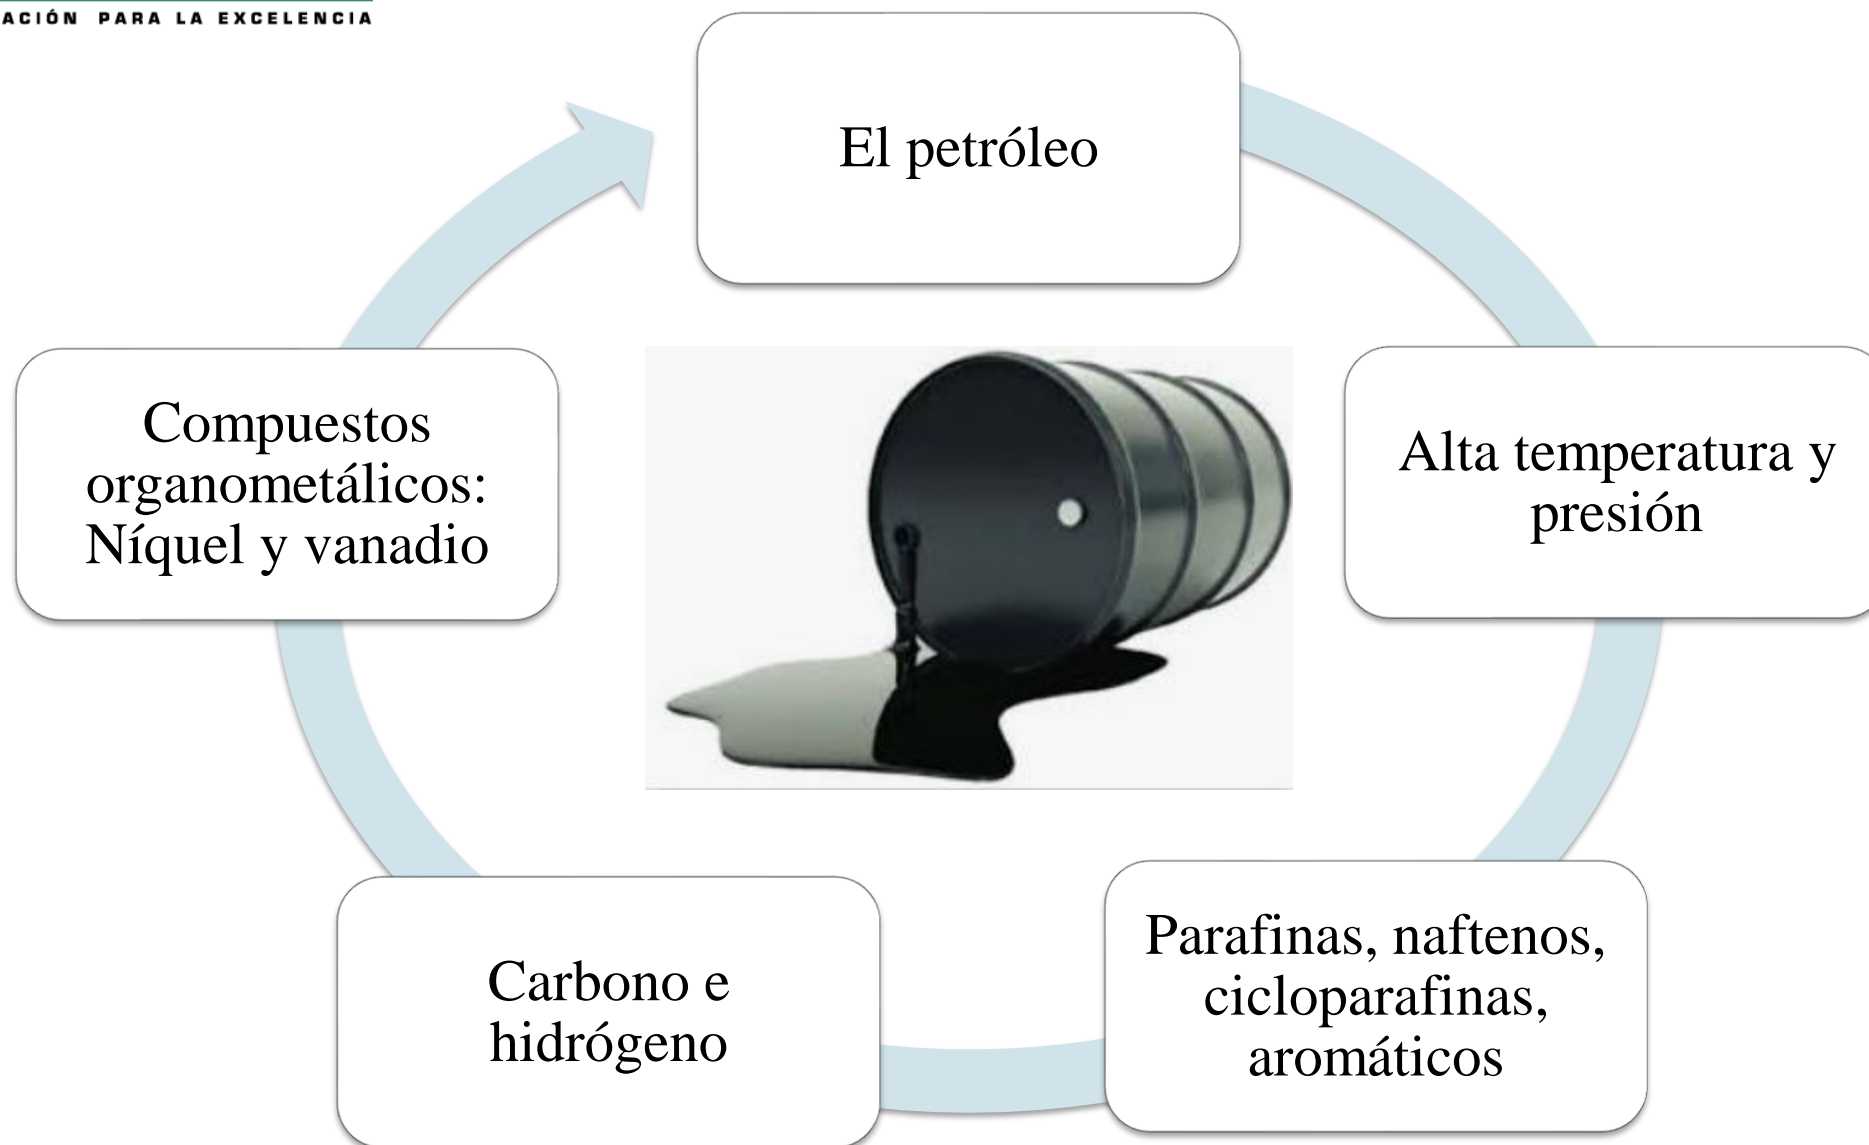 ACIÓN PARA LA EXCELENCIA
El petróleo
Alta temperatura y
presión
Parafinas, naftenos,
cicloparafinas,
aromáticos
Carbono e
hidrógeno
Compuestos
organometálicos:
Níquel y vanadio